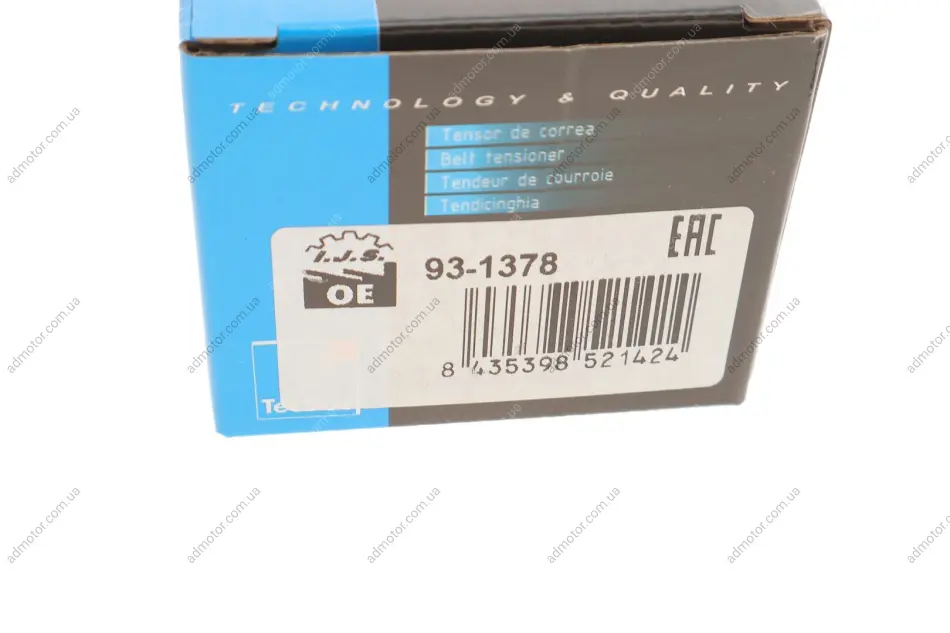 TECHNOLOGY & QUALITY
Tensor de correa
Belt tensioner
Tendeur de courroie
Tendicinghia
I.J.S.
OE
93-1378
EAC
8 435398 521424
admotor.com.ua